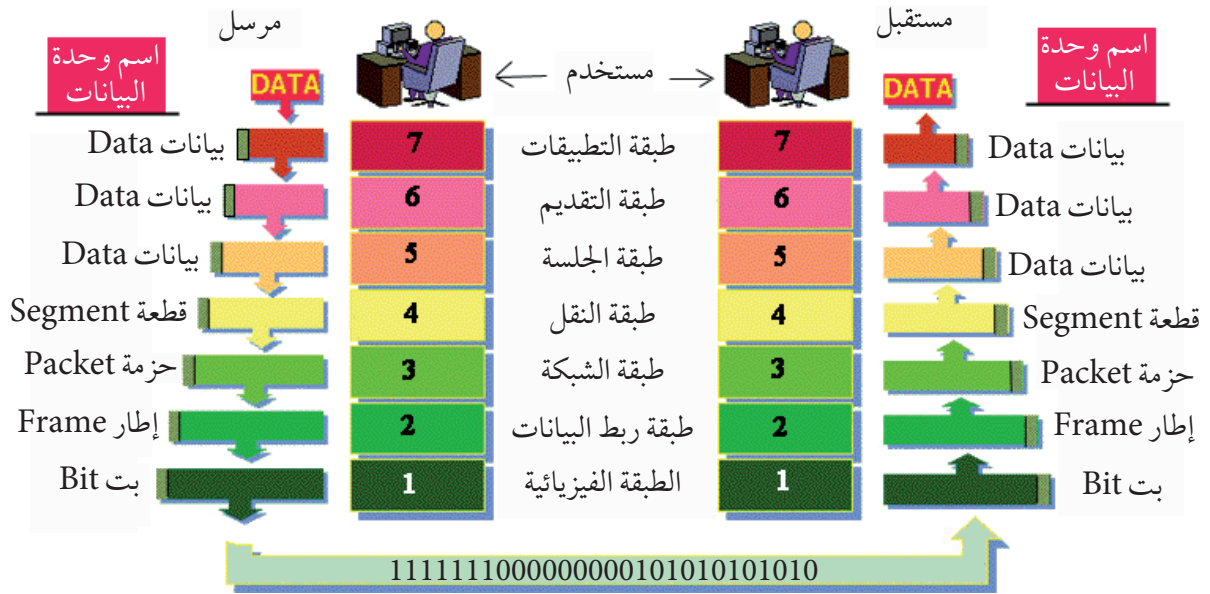 مرسل
مستقبل
اسم وحدة
البيانات
DATA
مستخدم
DATA
اسم وحدة
البيانات
بيانات Data
7
طبقة التطبيقات
7
بيانات Data
بيانات Data
6
طبقة التقديم
6
بيانات Data
بيانات Data
5
طبقة الجلسة
5
بيانات Data
قطعة Segment
4
طبقة النقل
4
قطعة Segment
حزمة Packet
3
طبقة الشبكة
3
حزمة Packet
إطار Frame
2
طبقة ربط البيانات
2
إطار Frame
بت Bit
1
الطبقة الفيزيائية
1
بت Bit
1111111000000000101010101010